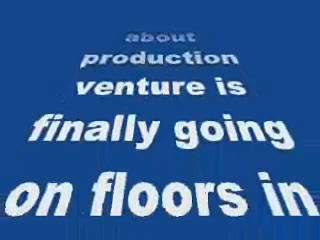 about
production
venture is
finally going
on floors in